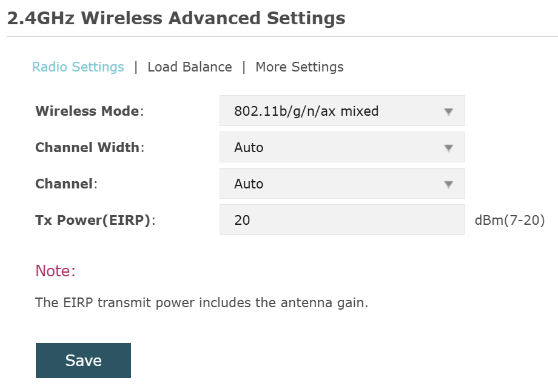 2.4GHz Wireless Advanced Settings
Radio Settings | Load Balance | More Settings
Wireless Mode: 802.11b/g/n/ax mixed
Channel Width: Auto
Channel: Auto
Tx Power(EIRP): 20 dBm(7-20)
Note:
The EIRP transmit power includes the antenna gain.
Save